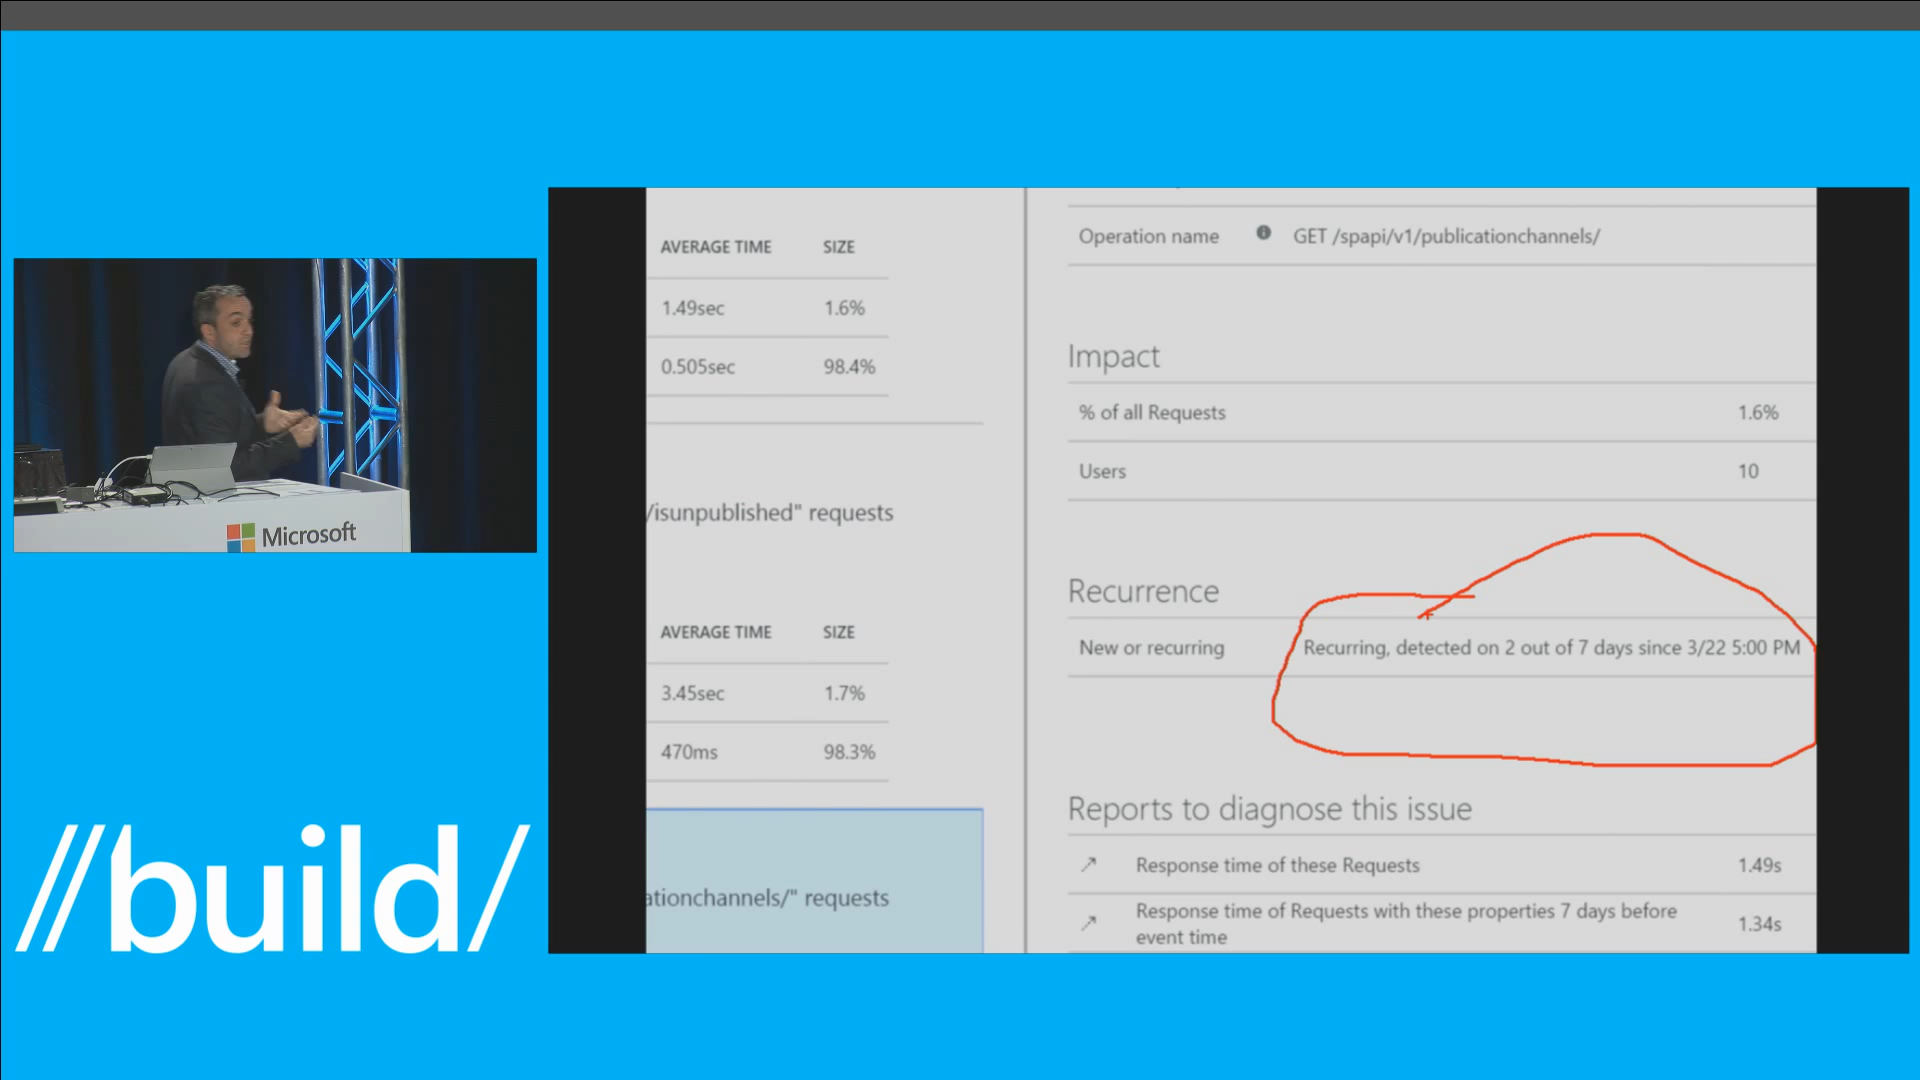 Microsoft
//build/
AVERAGE TIME SIZE
1.49sec 1.6%
0.505sec 98.4%
/isunpublished" requests
AVERAGE TIME SIZE
3.45sec 1.7%
470ms 98.3%
ationchannels/" requests
Operation name GET /spapi/v1/publicationchannels/
Impact
% of all Requests 1.6%
Users 10
Recurrence
New or recurring Recurring, detected on 2 out of 7 days since 3/22 5:00 PM
Reports to diagnose this issue
Response time of these Requests 1.49s
Response time of Requests with these properties 7 days before
event time 1.34s